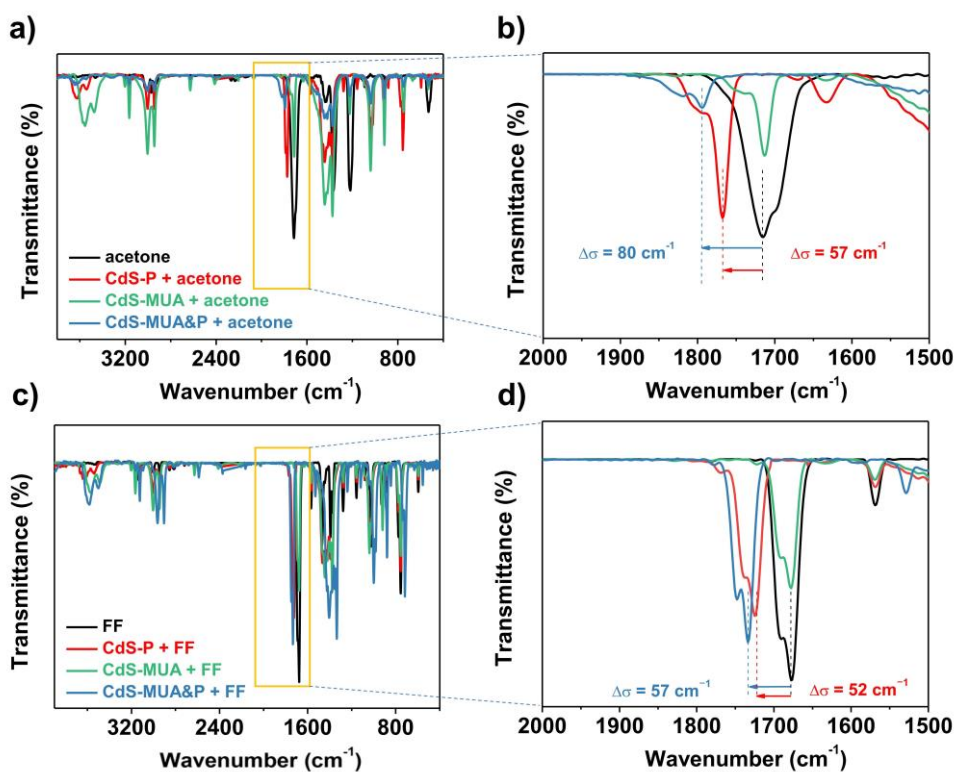 a)
Transmittance (%)
acetone
CdS-P + acetone
CdS-MUA + acetone
CdS-MUA&P + acetone
3200 2400 1600 800
Wavenumber (cm⁻¹)
b)
Transmittance (%)
Δσ = 80 cm⁻¹
Δσ = 57 cm⁻¹
2000 1900 1800 1700 1600 1500
Wavenumber (cm⁻¹)
c)
Transmittance (%)
FF
CdS-P + FF
CdS-MUA + FF
CdS-MUA&P + FF
3200 2400 1600 800
Wavenumber (cm⁻¹)
d)
Transmittance (%)
Δσ = 57 cm⁻¹
Δσ = 52 cm⁻¹
2000 1900 1800 1700 1600 1500
Wavenumber (cm⁻¹)